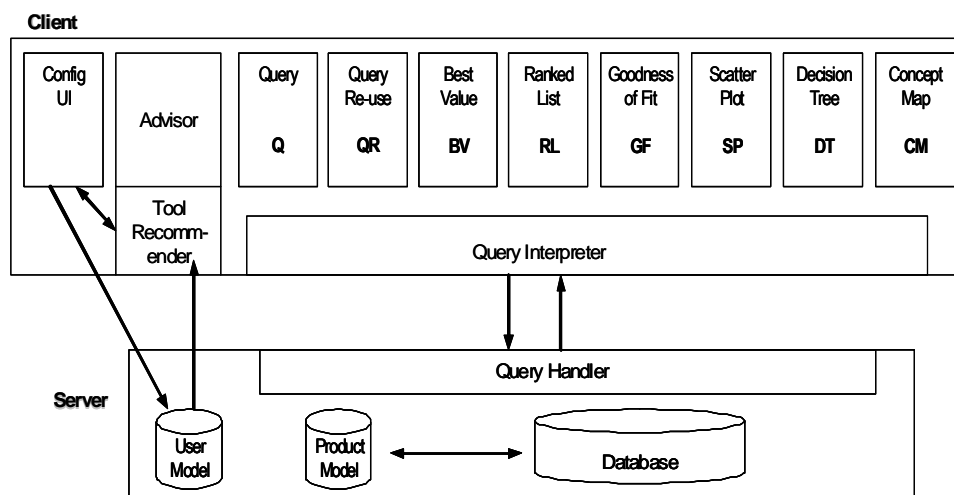 Client
Config
UI
Advisor
Tool
Recomm-
ender
Query
Q
Query
Re-use
QR
Best
Value
BV
Ranked
List
RL
Goodness
of Fit
GF
Scatter
Plot
SP
Decision
Tree
DT
Concept
Map
CM
Query Interpreter
Query Handler
Server
User
Model
Product
Model
Database